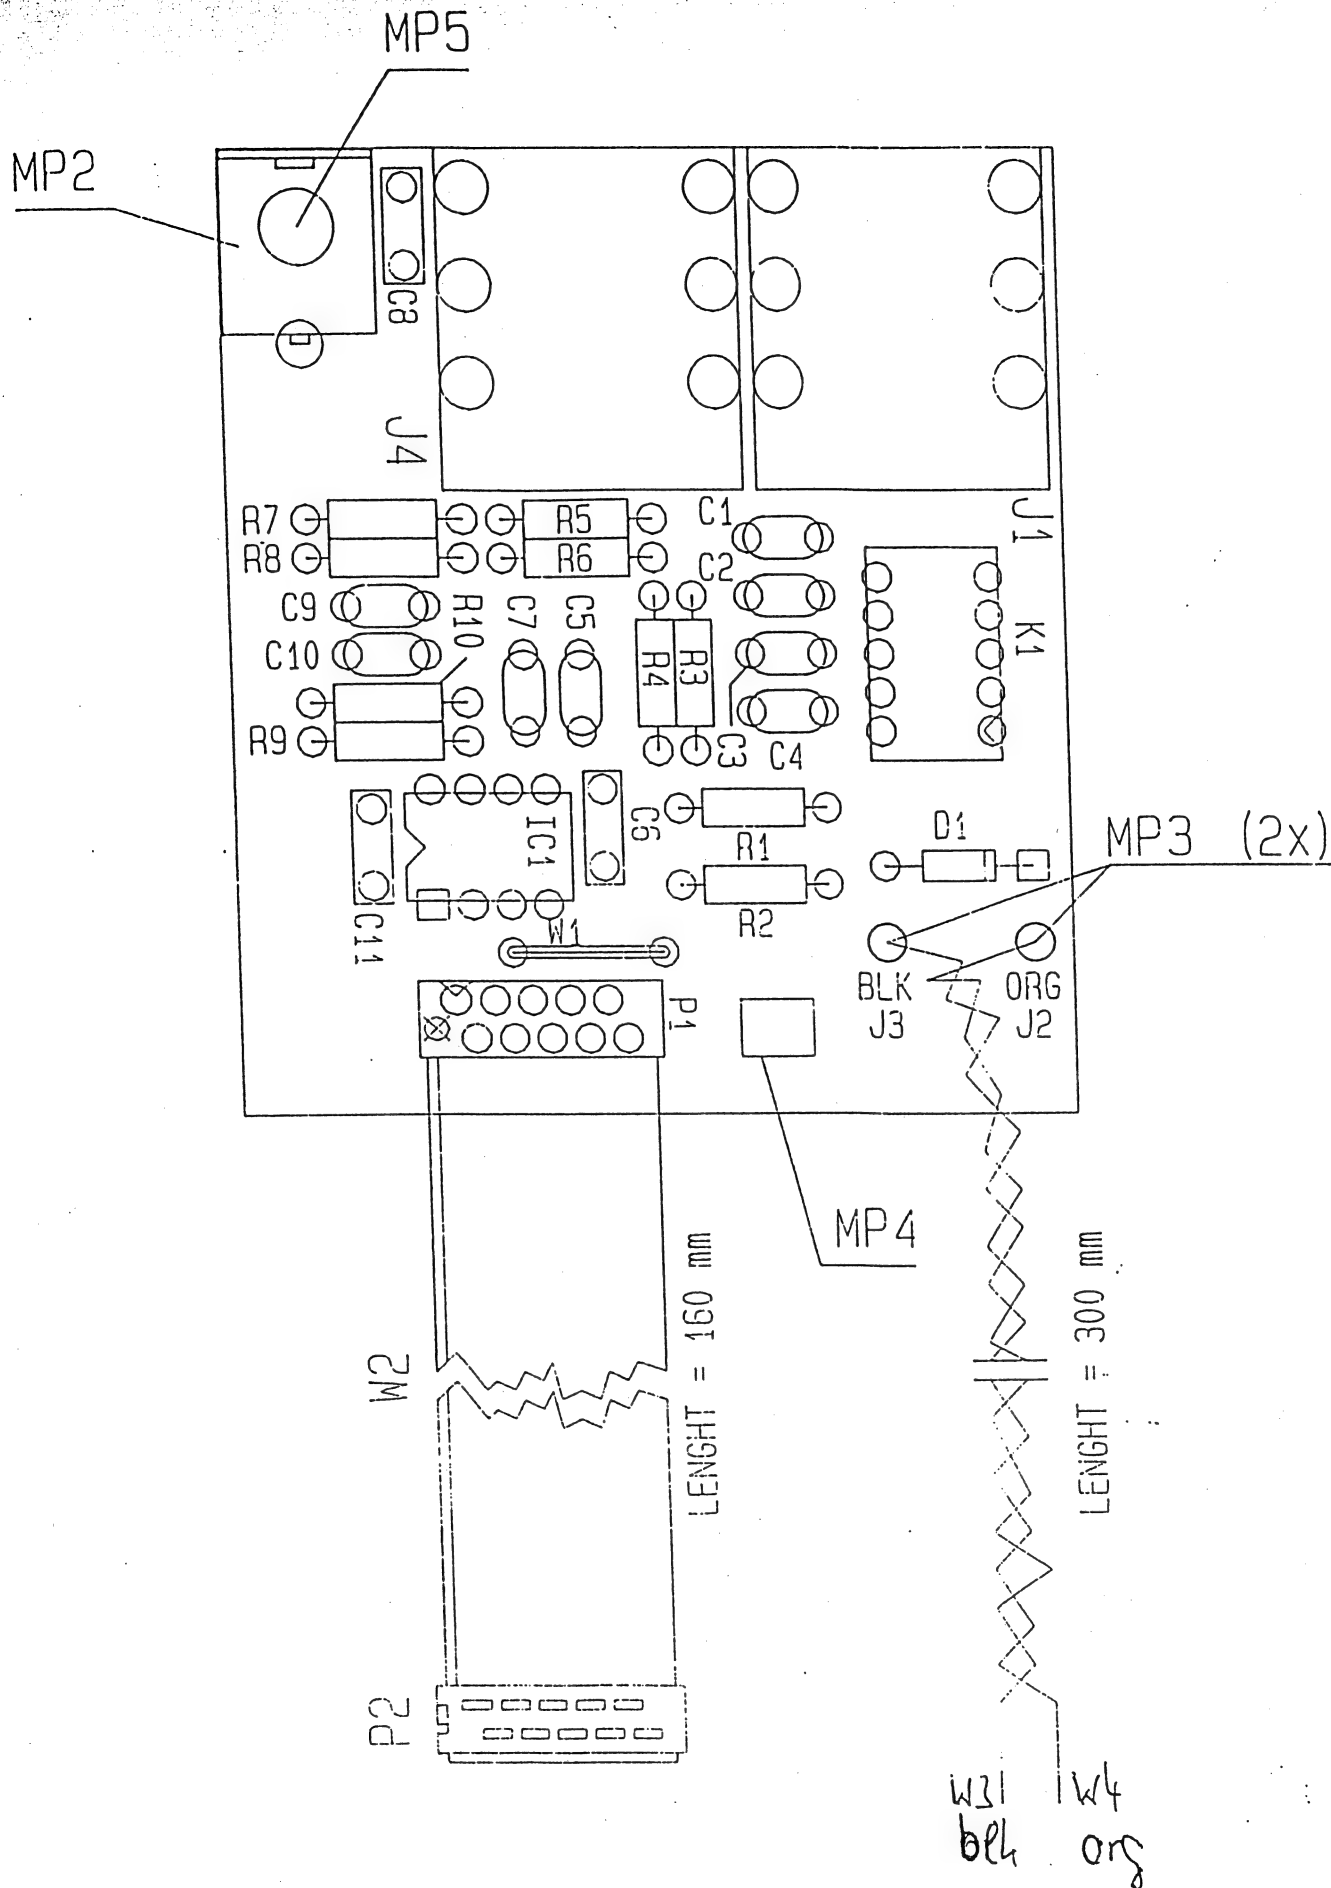 MP5
MP2
C8
J4
J1
R7
R5
C1
R8
R6
C2
C9
R10
C7
C5
K1
C10
R4
R3
R9
C3
C4
IC1
C6
R1
D1
MP3 (2x)
C11
W1
R2
BLK
J3
ORG
J2
P1
MP4
W2
LENGHT = 160 mm
LENGHT = 300 mm
P2
W3
W4
blk
org